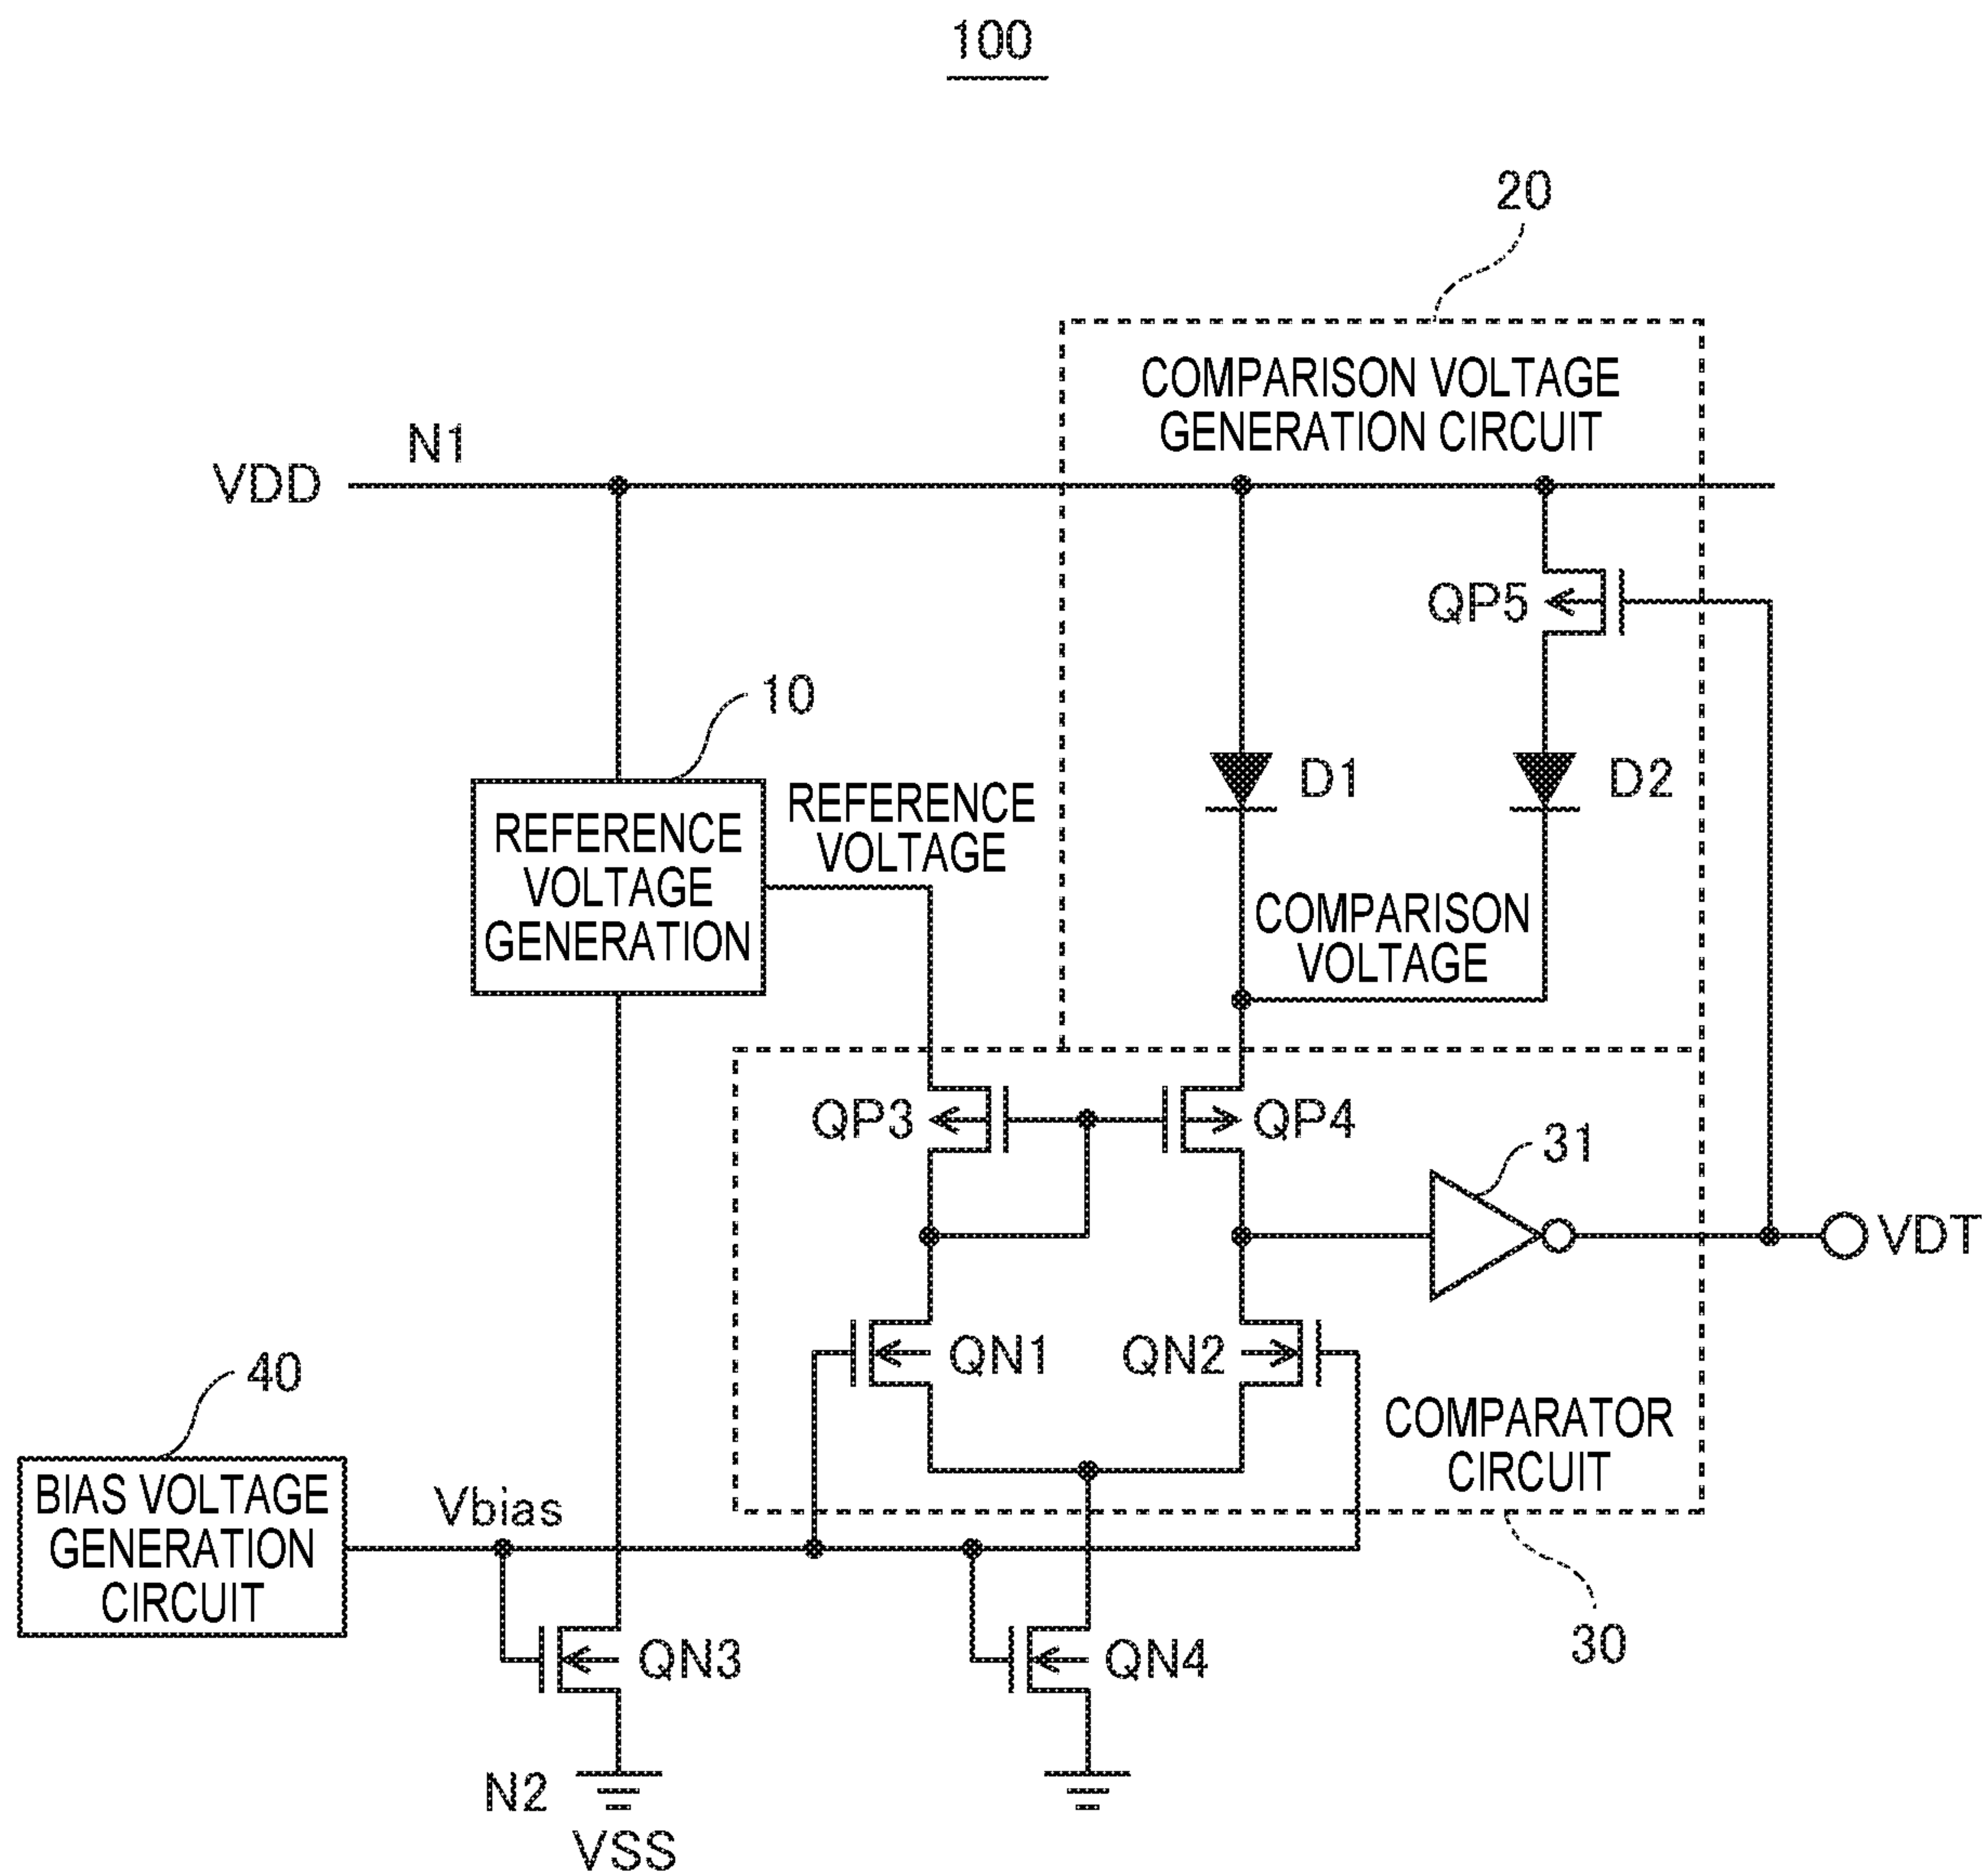 100
20
COMPARISON VOLTAGE
GENERATION CIRCUIT
N1
VDD
QP5
10
D1
D2
REFERENCE
VOLTAGE
REFERENCE
VOLTAGE
GENERATION
COMPARISON
VOLTAGE
QP3
QP4
31
VDT
QN1
QN2
40
COMPARATOR
CIRCUIT
BIAS VOLTAGE
GENERATION
CIRCUIT
Vbias
30
QN3
QN4
N2
VSS